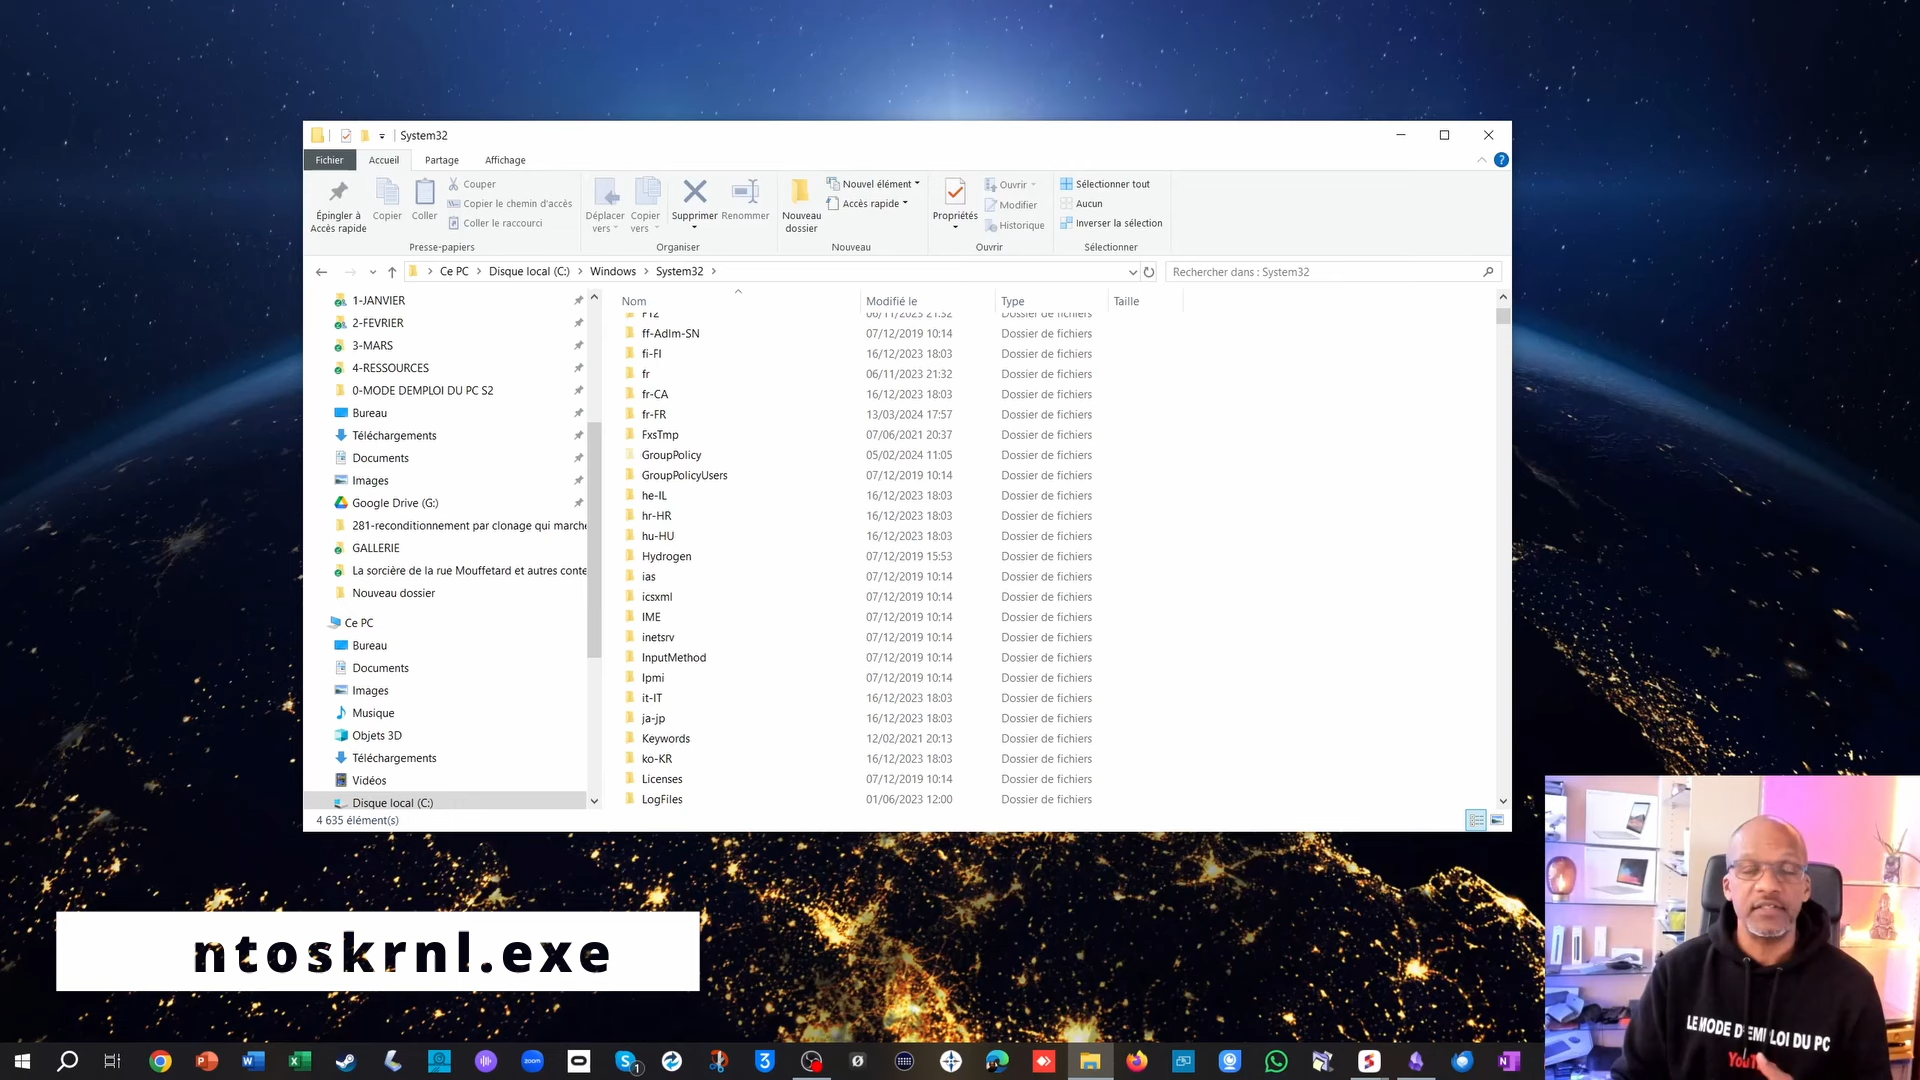 System32
Fichier Accueil Partage Affichage
Épingler à Accès rapide
Copier
Coller
Couper
Copier le chemin d'accès
Coller le raccourci
Presse-papiers
Déplacer vers
Copier vers
Supprimer
Renommer
Organiser
Nouveau dossier
Nouvel élément
Accès rapide
Nouveau
Propriétés
Ouvrir
Modifier
Historique
Ouvrir
Sélectionner tout
Aucun
Inverser la sélection
Sélectionner
Ce PC > Disque local (C:) > Windows > System32 >
Rechercher dans : System32
1-JANVIER
2-FEVRIER
3-MARS
4-RESSOURCES
0-MODE DEMPLOI DU PC S2
Bureau
Téléchargements
Documents
Images
Google Drive (G:)
281-reconditionnement par clonage qui marche
GALLERIE
La sorcière de la rue Mouffetard et autres conte
Nouveau dossier
Ce PC
Bureau
Documents
Images
Musique
Objets 3D
Téléchargements
Vidéos
Disque local (C:)
Nom Modifié le Type Taille
F12 06/11/2023 21:32 Dossier de fichiers
ff-Adlm-SN 07/12/2019 10:14 Dossier de fichiers
fi-FI 16/12/2023 18:03 Dossier de fichiers
fr 06/11/2023 21:32 Dossier de fichiers
fr-CA 16/12/2023 18:03 Dossier de fichiers
fr-FR 13/03/2024 17:57 Dossier de fichiers
FxsTmp 07/06/2021 20:37 Dossier de fichiers
GroupPolicy 05/02/2024 11:05 Dossier de fichiers
GroupPolicyUsers 07/12/2019 10:14 Dossier de fichiers
he-IL 16/12/2023 18:03 Dossier de fichiers
hr-HR 16/12/2023 18:03 Dossier de fichiers
hu-HU 16/12/2023 18:03 Dossier de fichiers
Hydrogen 07/12/2019 15:53 Dossier de fichiers
ias 07/12/2019 10:14 Dossier de fichiers
icsxml 07/12/2019 10:14 Dossier de fichiers
IME 07/12/2019 10:14 Dossier de fichiers
inetsrv 07/12/2019 10:14 Dossier de fichiers
InputMethod 07/12/2019 10:14 Dossier de fichiers
Ipmi 07/12/2019 10:14 Dossier de fichiers
it-IT 16/12/2023 18:03 Dossier de fichiers
ja-jp 16/12/2023 18:03 Dossier de fichiers
Keywords 12/02/2021 20:13 Dossier de fichiers
ko-KR 16/12/2023 18:03 Dossier de fichiers
Licenses 07/12/2019 10:14 Dossier de fichiers
LogFiles 01/06/2023 12:00 Dossier de fichiers
4 635 élément(s)
ntoskrnl.exe
LE MODE D'EMPLOI DU PC
zoom